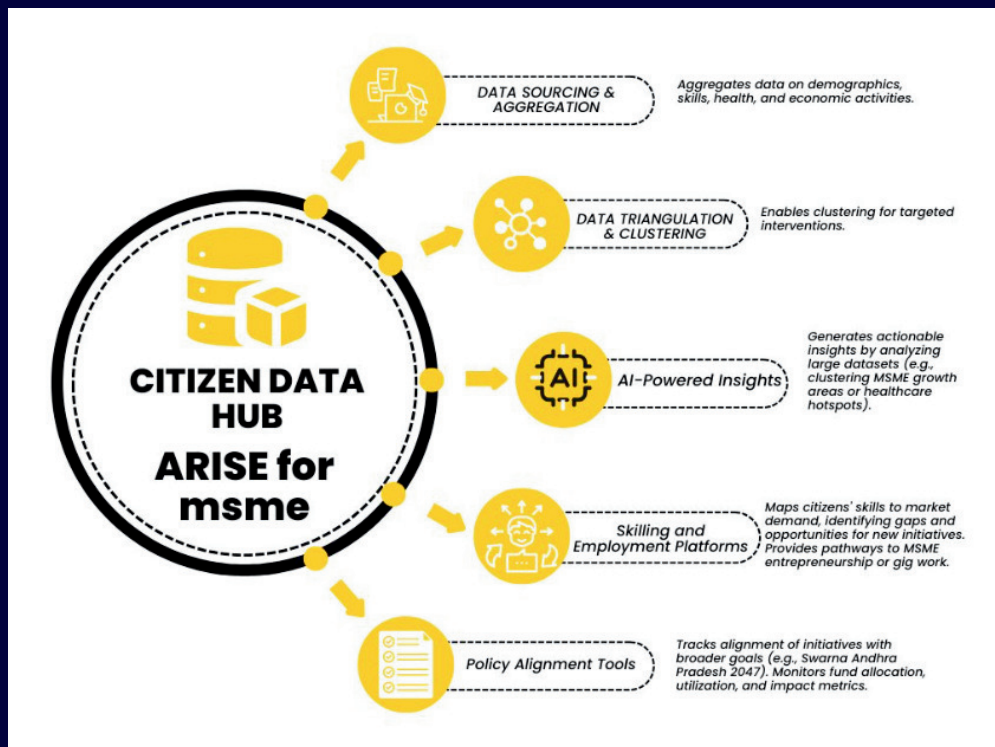 CITIZEN DATA
HUB
ARISE for
msme
DATA SOURCING &
AGGREGATION
Aggregates data on demographics,
skills, health, and economic activities.
DATA TRIANGULATION
& CLUSTERING
Enables clustering for targeted
interventions.
AI
AI-Powered Insights
Generates actionable
insights by analyzing
large datasets (e.g.,
clustering MSME growth
areas or healthcare
hotspots).
Skilling and
Employment Platforms
Maps citizens' skills to market
demand, identifying gaps and
opportunities for new initiatives.
Provides pathways to MSME
entrepreneurship or gig work.
Policy Alignment Tools
Tracks alignment of initiatives with
broader goals (e.g., Swarna Andhra
Pradesh 2047). Monitors fund allocation,
utilization, and impact metrics.